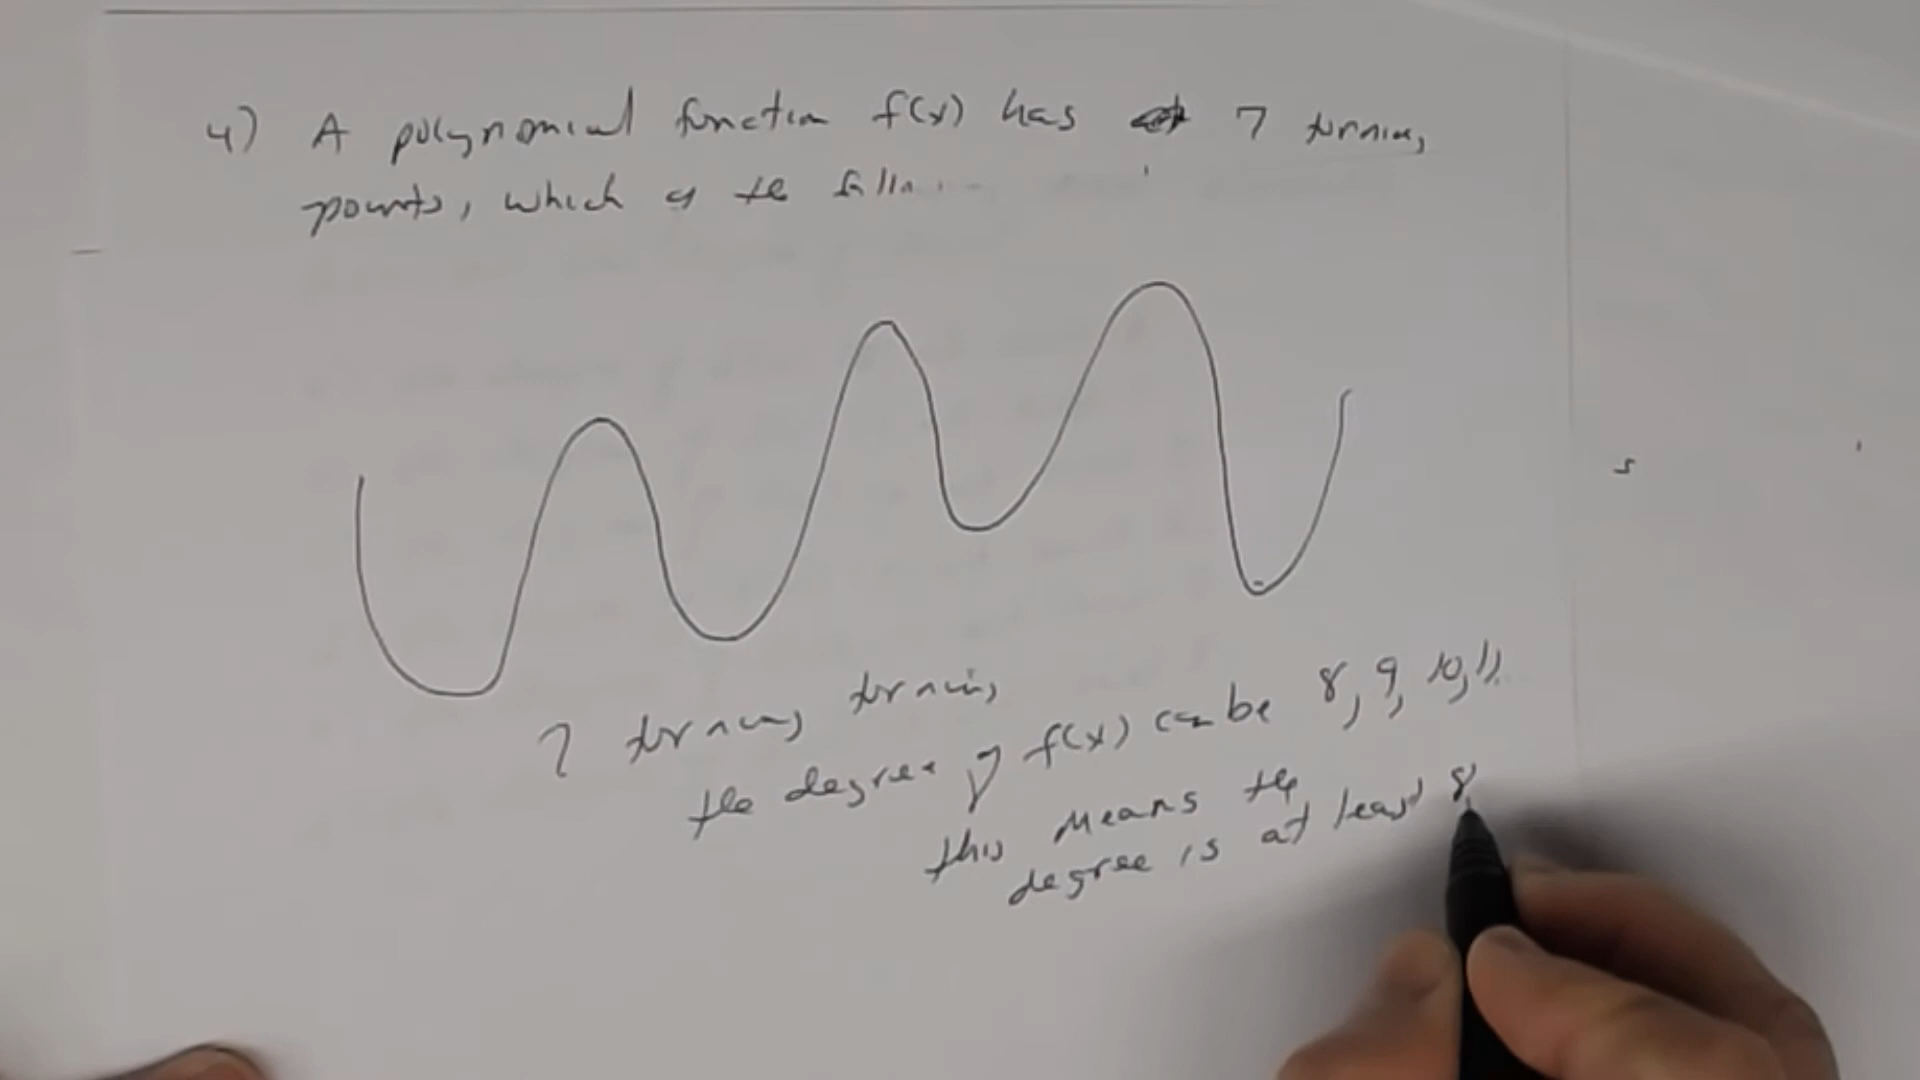 4) A polynomial function f(x) has 7 turning
points, which of the
7 turning turning
the degree of f(x) can be 8, 9, 10, 11
this means the
degree is at least 8